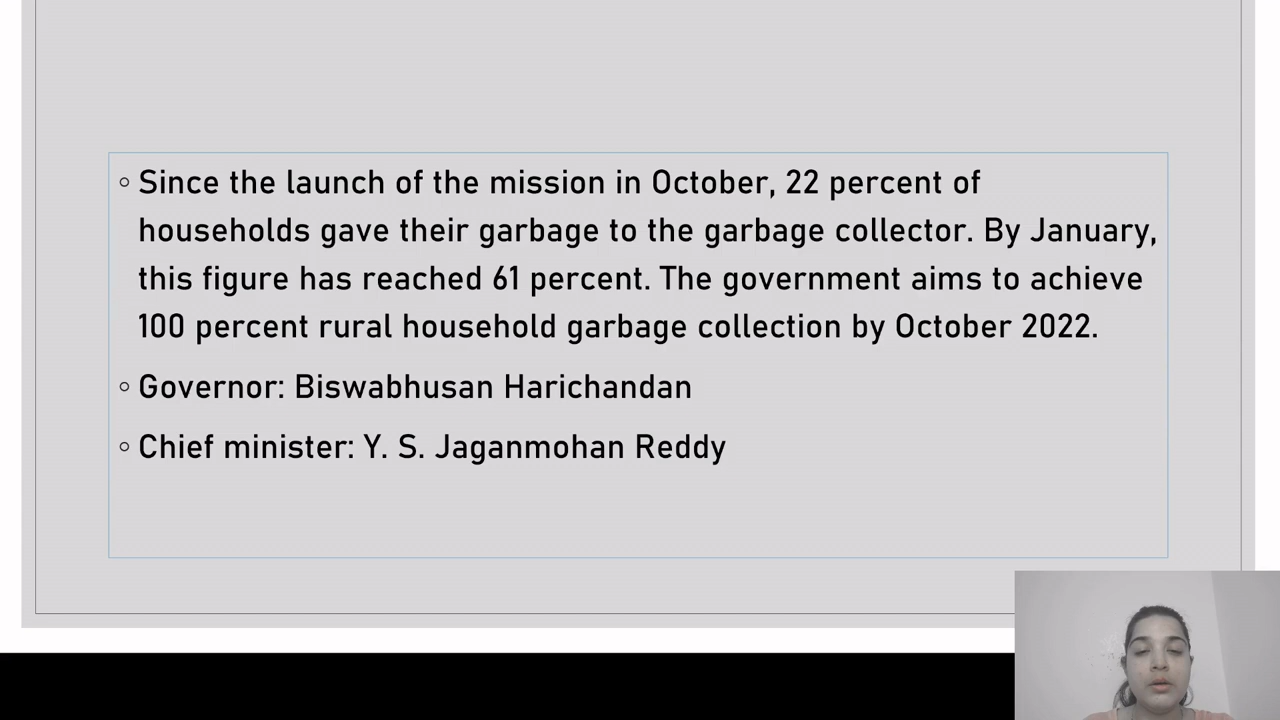 ◦ Since the launch of the mission in October, 22 percent of
households gave their garbage to the garbage collector. By January,
this figure has reached 61 percent. The government aims to achieve
100 percent rural household garbage collection by October 2022.
◦ Governor: Biswabhusan Harichandan
◦ Chief minister: Y. S. Jaganmohan Reddy